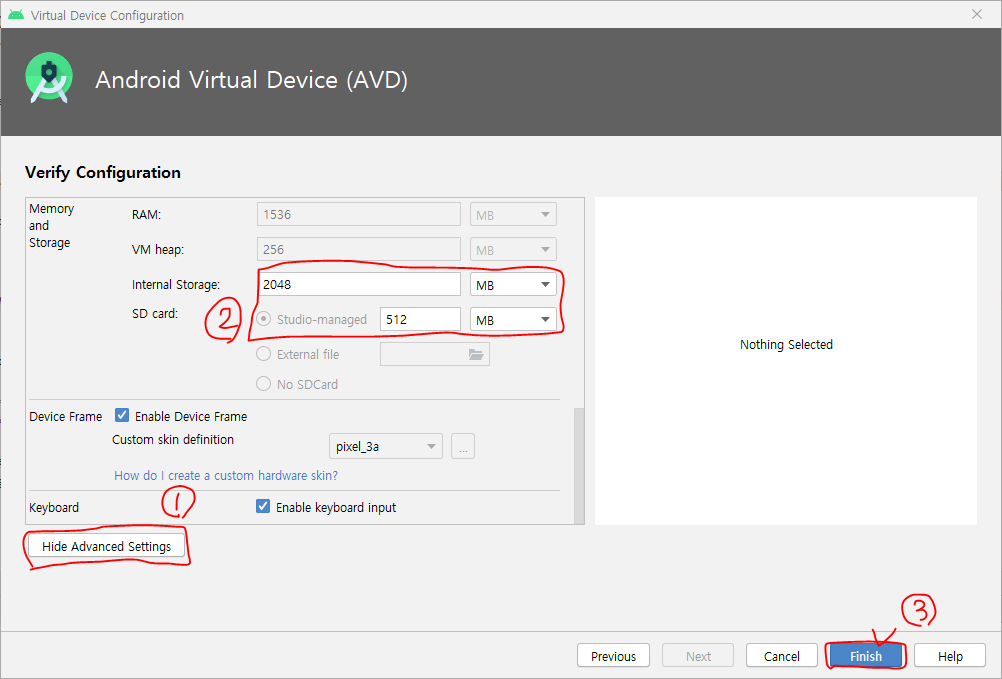 Virtual Device Configuration
Android Virtual Device (AVD)
Verify Configuration
Memory and Storage
RAM: 1536 MB
VM heap: 256 MB
Internal Storage: 2048 MB
SD card: Studio-managed 512 MB
②
External file
No SDCard
Nothing Selected
Device Frame Enable Device Frame
Custom skin definition pixel_3a ...
How do I create a custom hardware skin?
Keyboard Enable keyboard input
①
Hide Advanced Settings
③
Previous Next Cancel Finish Help